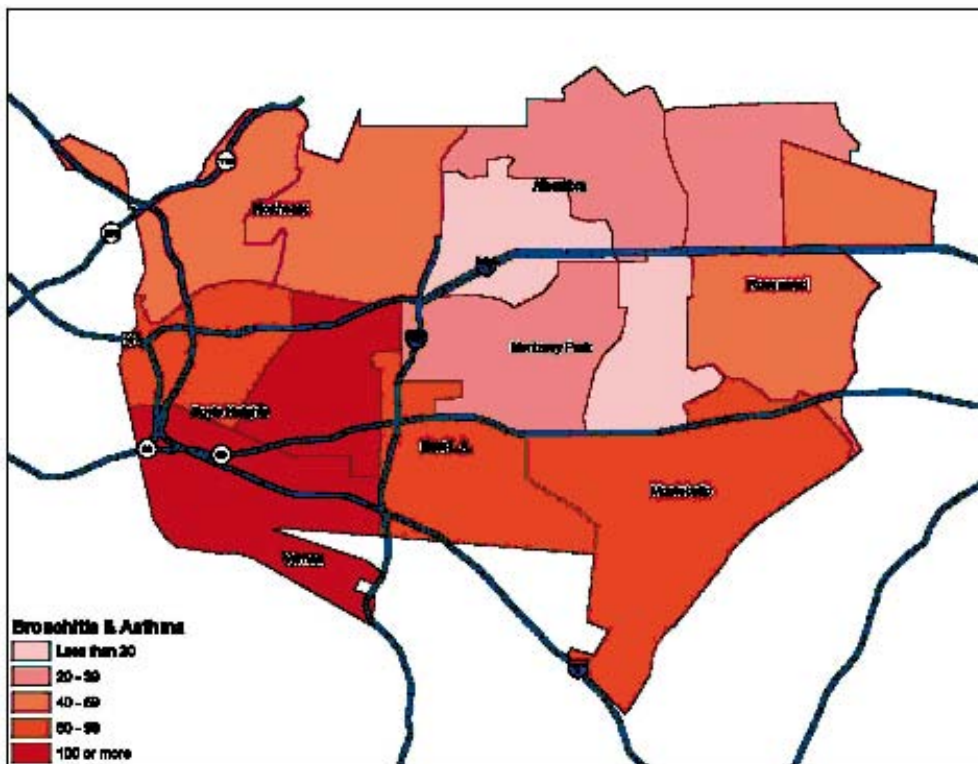 Alhambra
Rosemead
Monterey Park
Boyle Heights
East L.A.
Montebello
Vernon
Bronchitis & Asthma
Less than 20
20 - 39
40 - 59
60 - 99
100 or more